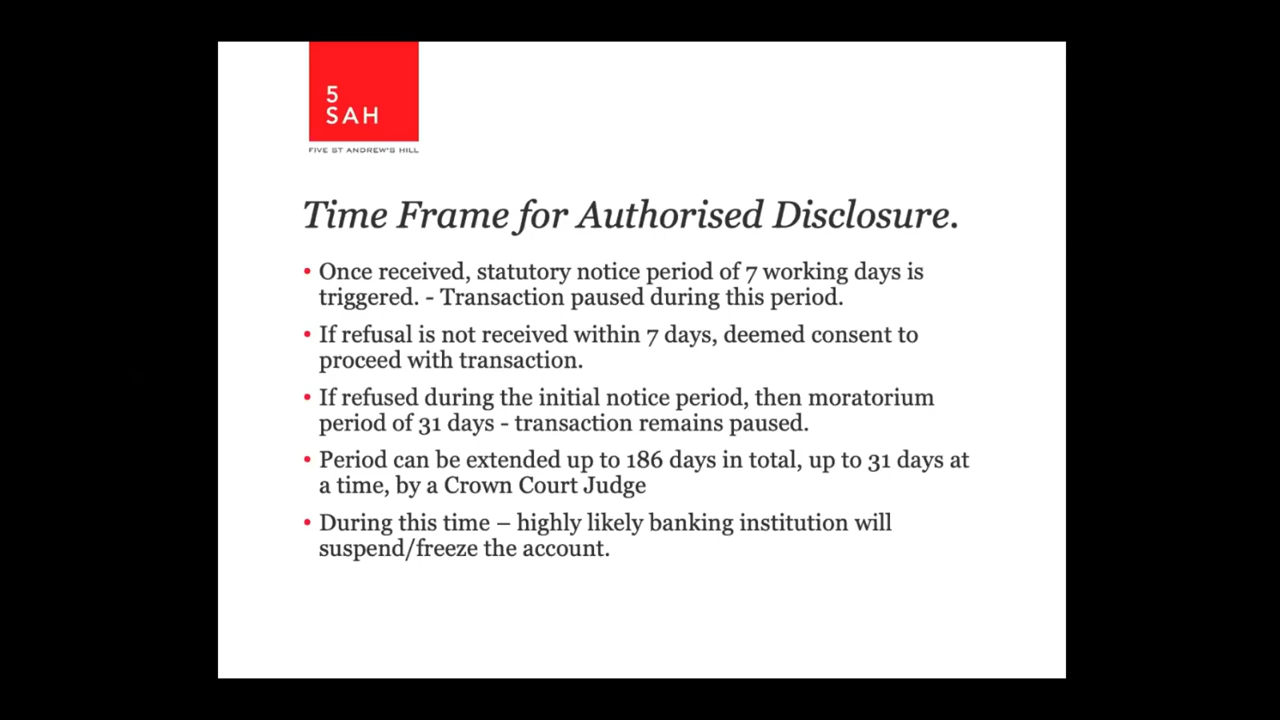 5
SAH
FIVE ST ANDREW'S HILL
Time Frame for Authorised Disclosure.
• Once received, statutory notice period of 7 working days is
triggered. - Transaction paused during this period.
• If refusal is not received within 7 days, deemed consent to
proceed with transaction.
• If refused during the initial notice period, then moratorium
period of 31 days - transaction remains paused.
• Period can be extended up to 186 days in total, up to 31 days at
a time, by a Crown Court Judge
• During this time – highly likely banking institution will
suspend/freeze the account.